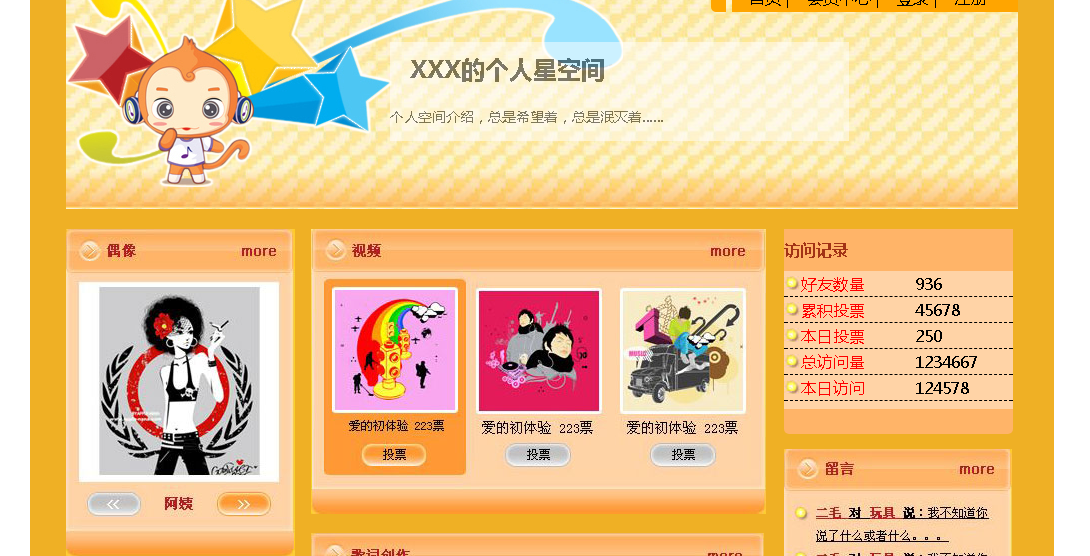 首页 | 会员中心 | 登录 | 注册
XXX的个人星空间
个人空间介绍，总是希望着，总是泯灭着......
偶像 more
阿姨
视频 more
爱的初体验 223票 爱的初体验 223票 爱的初体验 223票
投票 投票 投票
歌词创作 more
访问记录
好友数量 936
累积投票 45678
本日投票 250
总访问量 1234667
本日访问 124578
留言 more
二毛 对 玩具 说：我不知道你
说了什么或者什么。。。
二毛 对 玩具 说：我不知道你